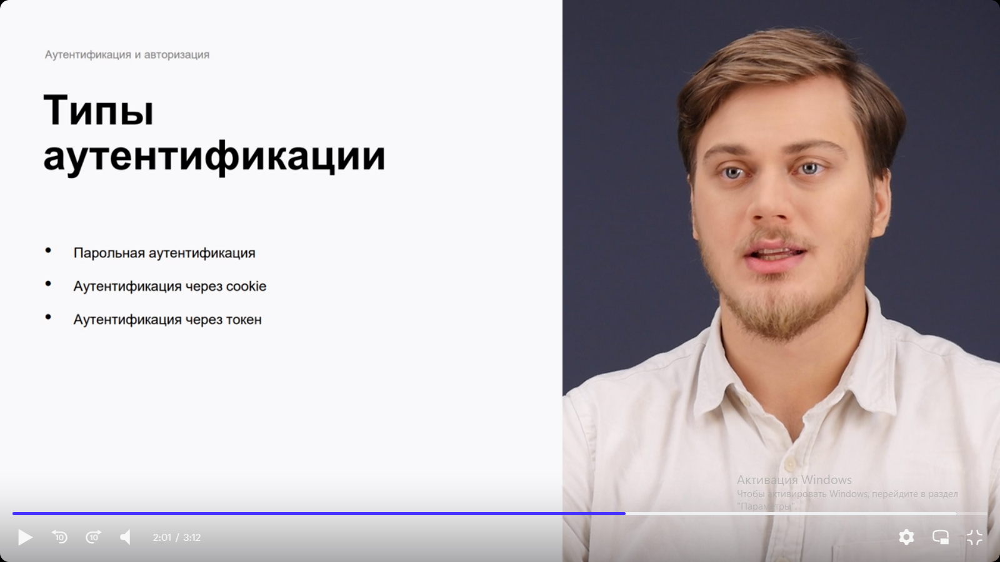 Аутентификация и авторизация
Типы
аутентификации
• Парольная аутентификация
• Аутентификация через cookie
• Аутентификация через токен
Активация Windows
Чтобы активировать Windows, перейдите в раздел
"Параметры".
10 10 2:01 / 3:12